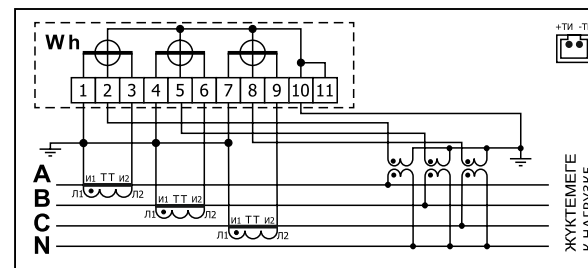 +ТИ -ТИ
Wh
1 2 3 4 5 6 7 8 9 10 11
A
B
C
N
И1 ТТ И2
Л1 Л2
И1 ТТ И2
Л1 Л2
И1 ТТ И2
Л1 Л2
ЖҮКТЕМЕГЕ
К НАГРУЗКЕ